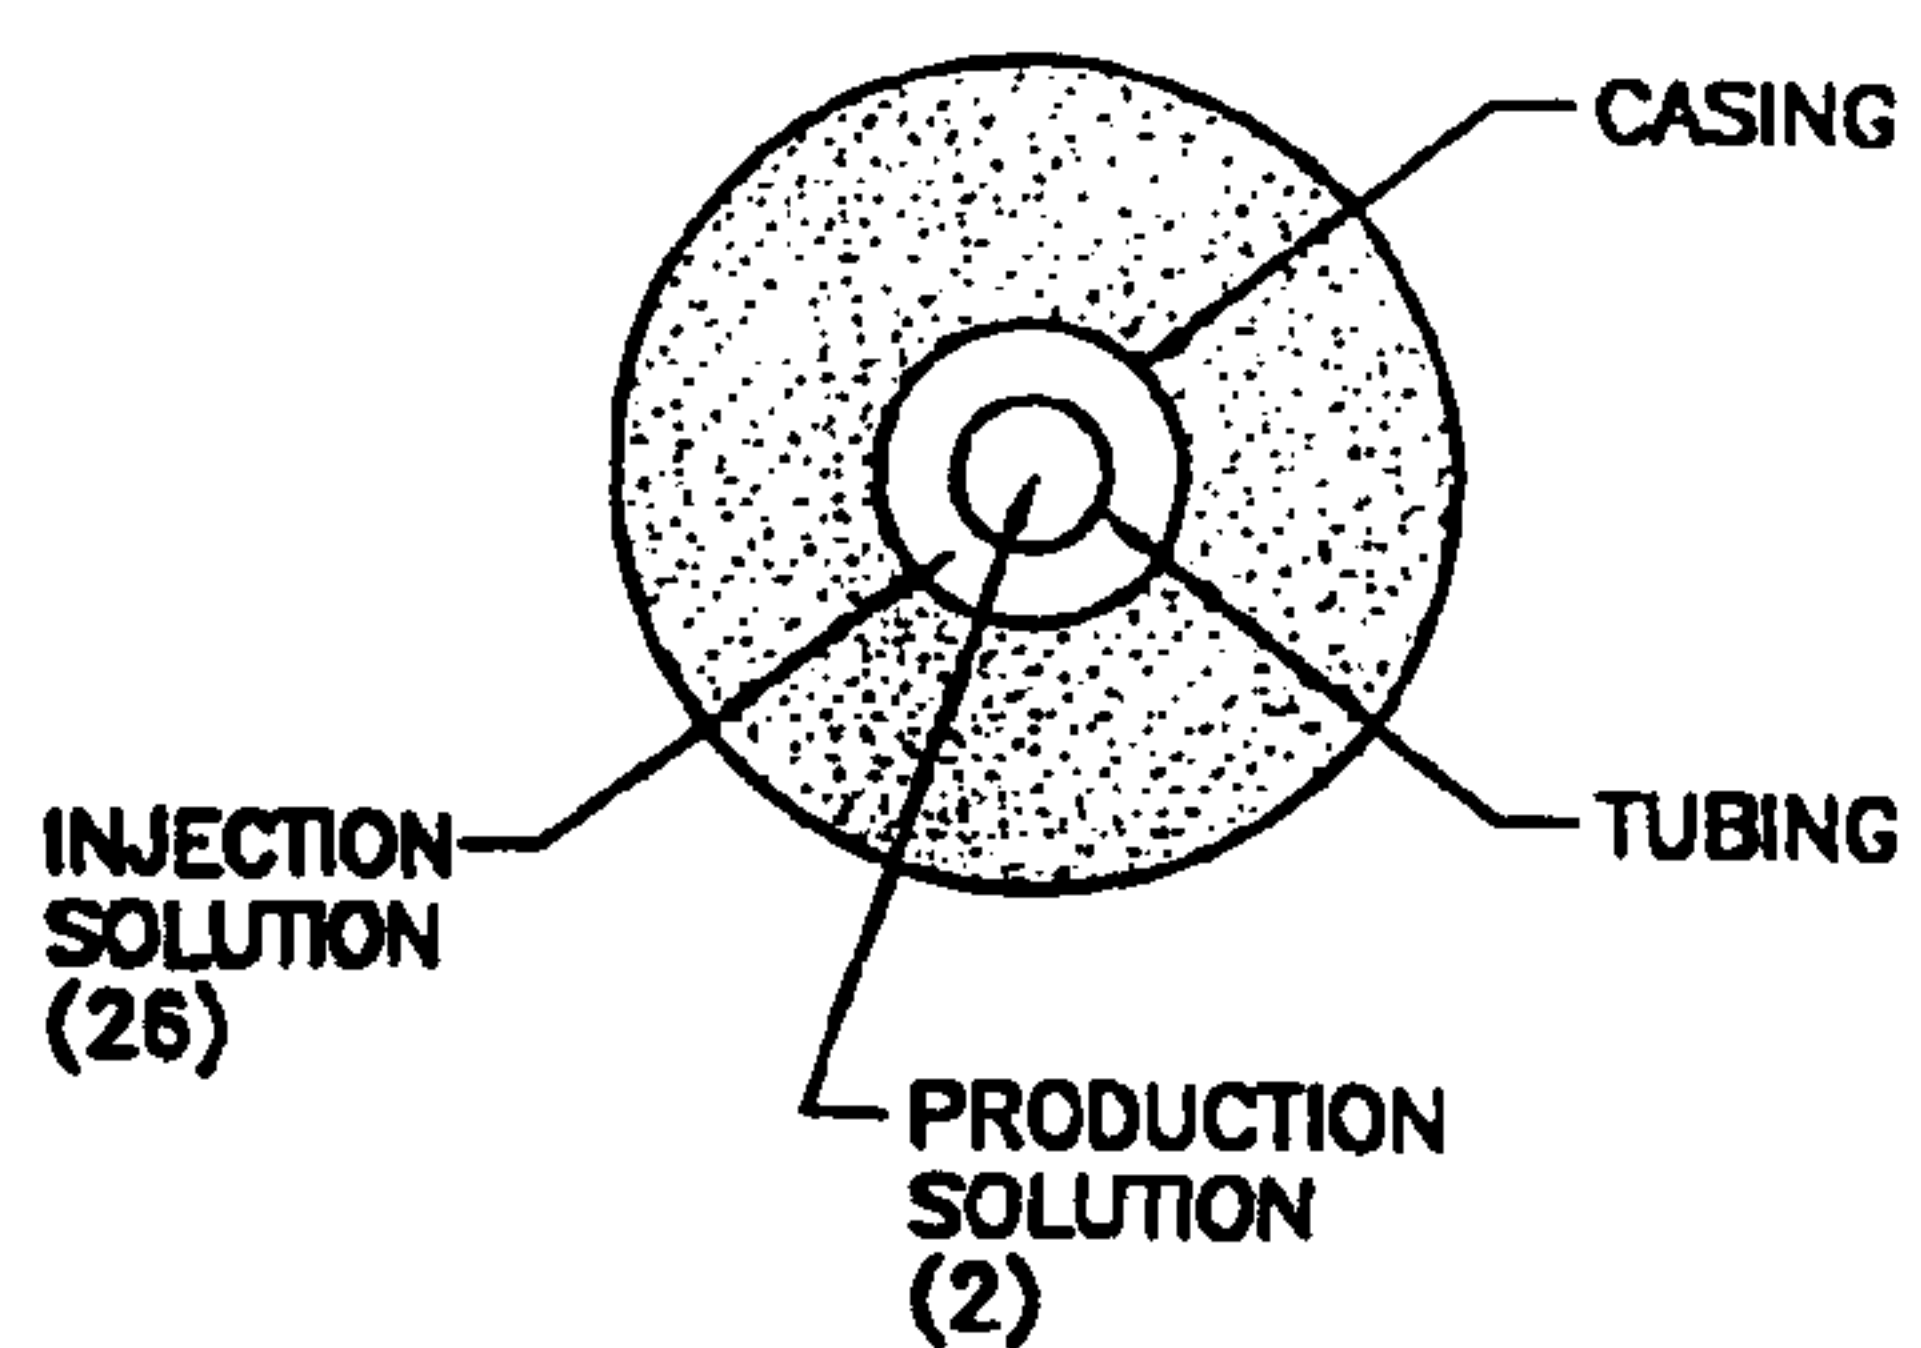 CASING
TUBING
INJECTION
SOLUTION
(26)
PRODUCTION
SOLUTION
(2)